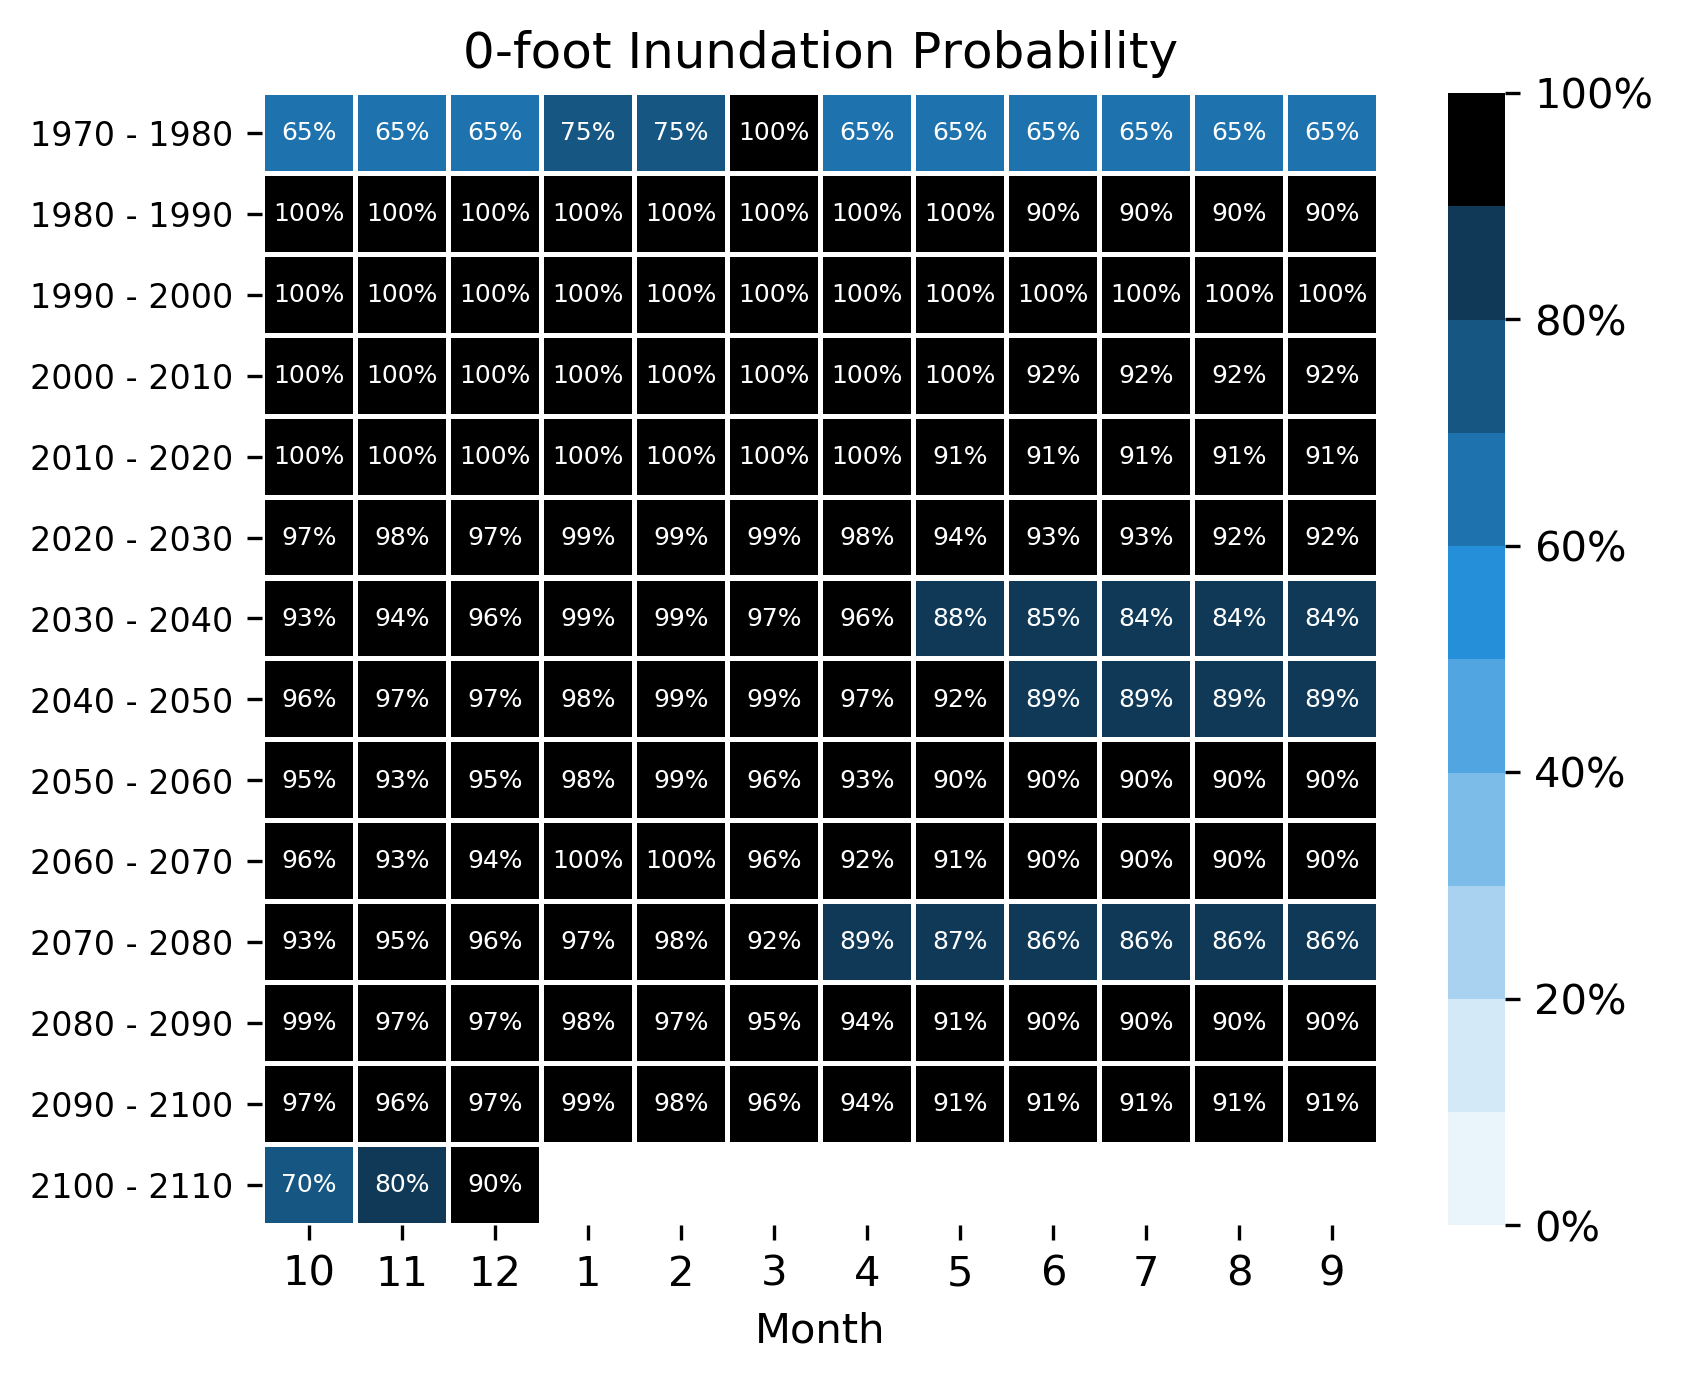 0-foot Inundation Probability
1970 - 1980 65% 65% 65% 75% 75% 100% 65% 65% 65% 65% 65% 65%
1980 - 1990 100% 100% 100% 100% 100% 100% 100% 100% 90% 90% 90% 90%
1990 - 2000 100% 100% 100% 100% 100% 100% 100% 100% 100% 100% 100% 100%
2000 - 2010 100% 100% 100% 100% 100% 100% 100% 100% 92% 92% 92% 92%
2010 - 2020 100% 100% 100% 100% 100% 100% 100% 91% 91% 91% 91% 91%
2020 - 2030 97% 98% 97% 99% 99% 99% 98% 94% 93% 93% 92% 92%
2030 - 2040 93% 94% 96% 99% 99% 97% 96% 88% 85% 84% 84% 84%
2040 - 2050 96% 97% 97% 98% 99% 99% 97% 92% 89% 89% 89% 89%
2050 - 2060 95% 93% 95% 98% 99% 96% 93% 90% 90% 90% 90% 90%
2060 - 2070 96% 93% 94% 100% 100% 96% 92% 91% 90% 90% 90% 90%
2070 - 2080 93% 95% 96% 97% 98% 92% 89% 87% 86% 86% 86% 86%
2080 - 2090 99% 97% 97% 98% 97% 95% 94% 91% 90% 90% 90% 90%
2090 - 2100 97% 96% 97% 99% 98% 96% 94% 91% 91% 91% 91% 91%
2100 - 2110 70% 80% 90%
10 11 12 1 2 3 4 5 6 7 8 9
Month
100%
80%
60%
40%
20%
0%